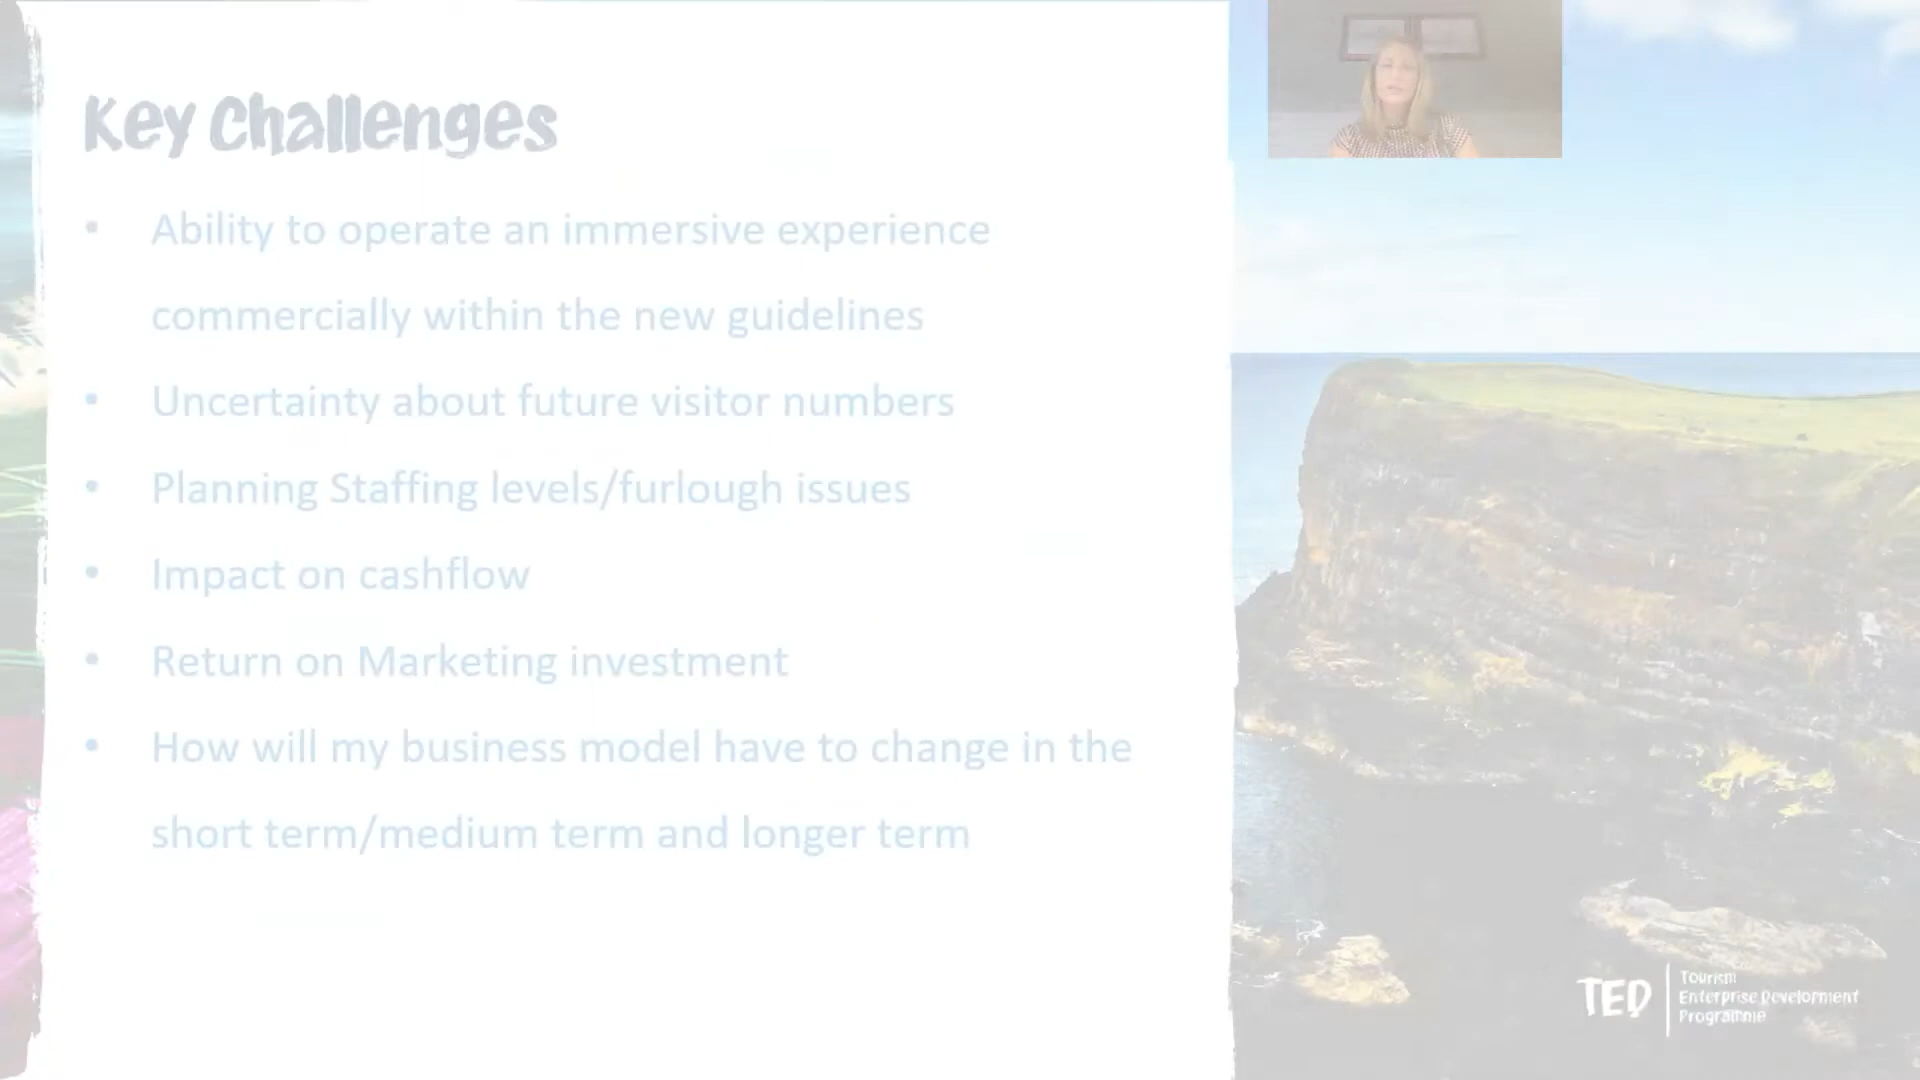 Key Challenges
• Ability to operate an immersive experience
commercially within the new guidelines
• Uncertainty about future visitor numbers
• Planning Staffing levels/furlough issues
• Impact on cashflow
• Return on Marketing investment
• How will my business model have to change in the
short term/medium term and longer term
TED
Tourism
Enterprise Development
Programme